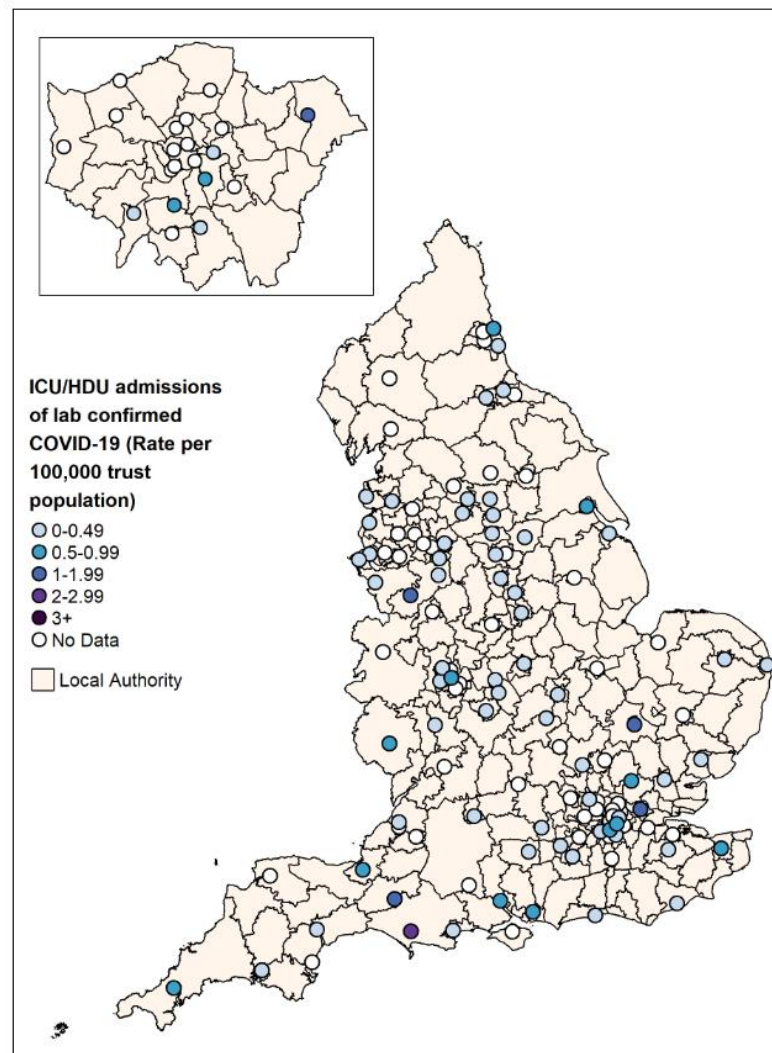 ICU/HDU admissions
of lab confirmed
COVID-19 (Rate per
100,000 trust
population)
0-0.49
0.5-0.99
1-1.99
2-2.99
3+
No Data
Local Authority